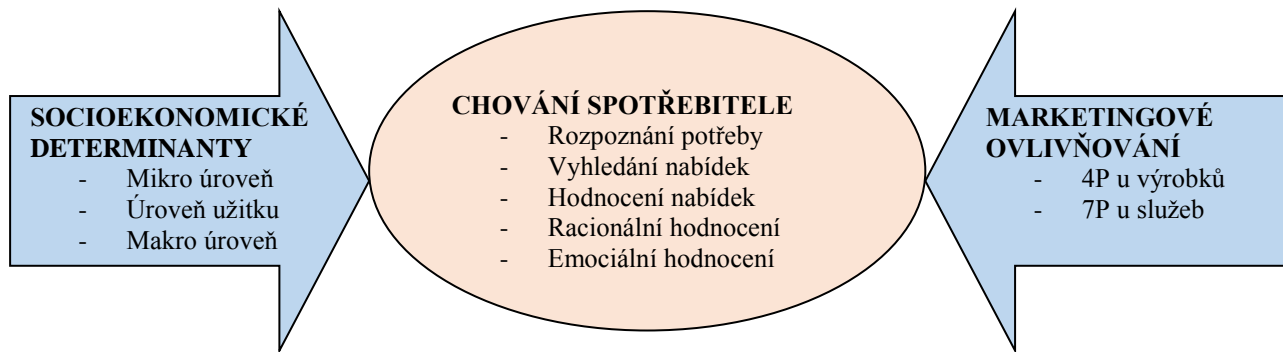 SOCIOEKONOMICKÉ
DETERMINANTY
- Mikro úroveň
- Úroveň užitku
- Makro úroveň
CHOVÁNÍ SPOTŘEBITELE
- Rozpoznání potřeby
- Vyhledání nabídek
- Hodnocení nabídek
- Racionální hodnocení
- Emociální hodnocení
MARKETINGOVÉ
OVLIVŇOVÁNÍ
- 4P u výrobků
- 7P u služeb